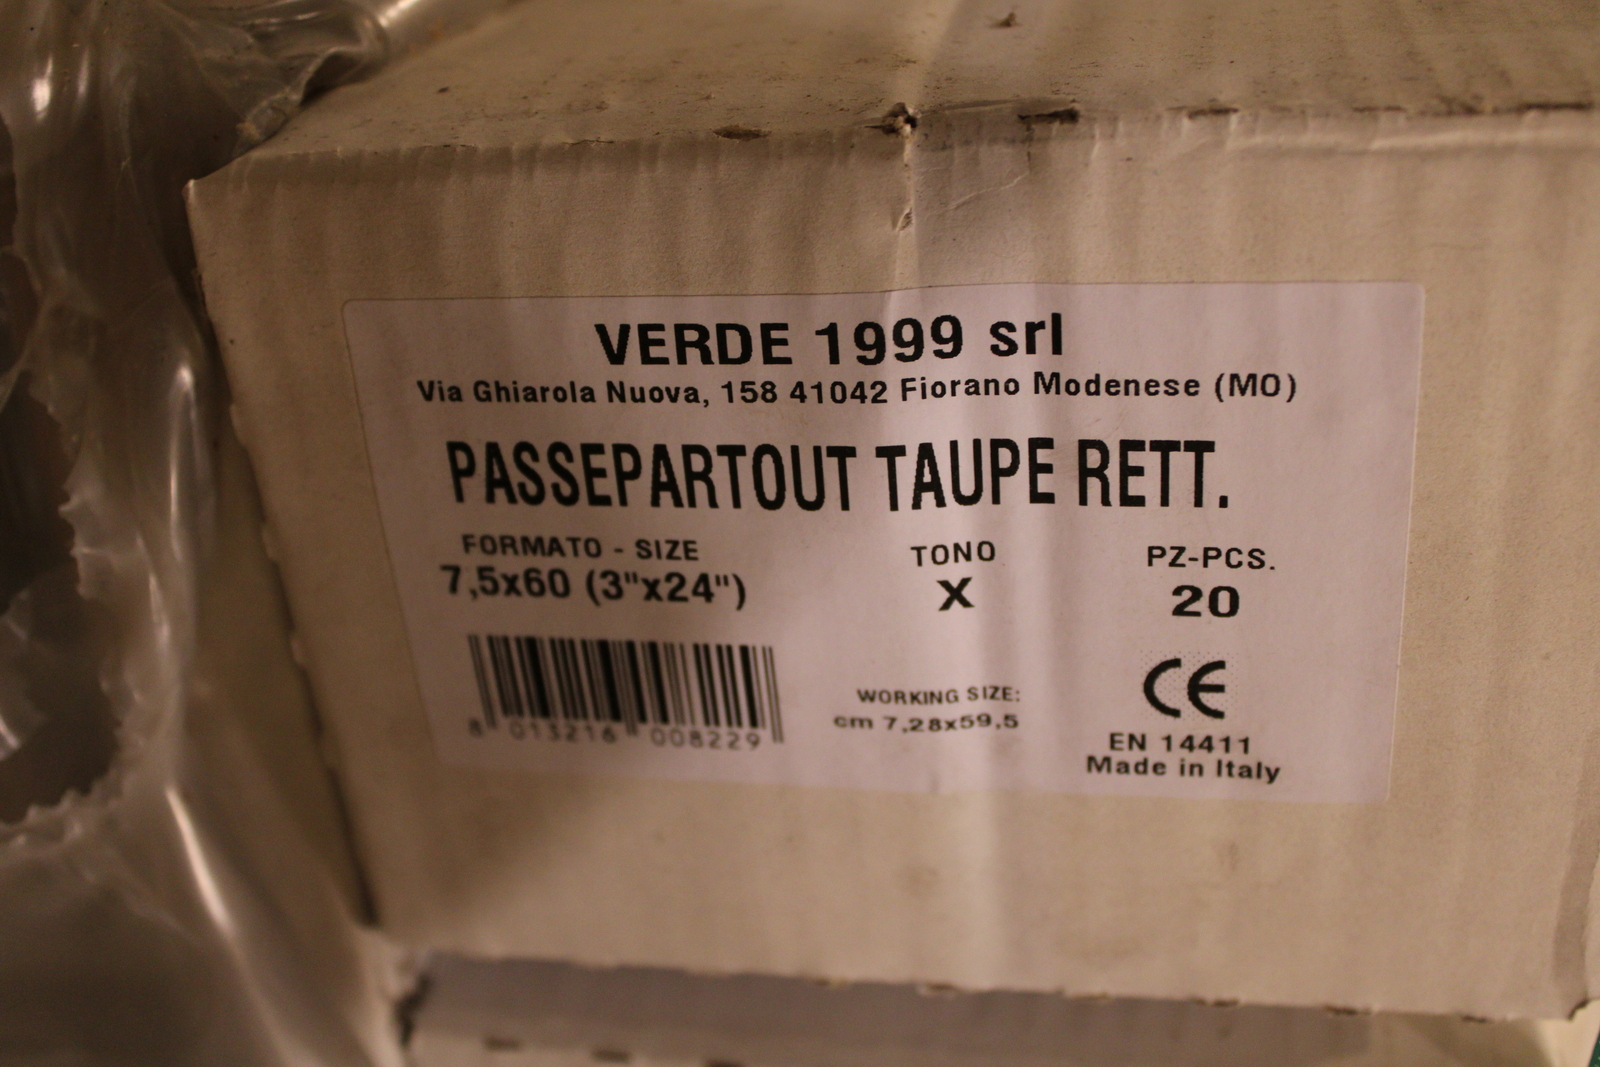 VERDE 1999 srl
Via Ghiarola Nuova, 158 41042 Fiorano Modenese (MO)
PASSEPARTOUT TAUPE RETT.
FORMATO - SIZE
7,5x60 (3"x24")
TONO
X
PZ-PCS.
20
8 013216 008229
WORKING SIZE:
cm 7,28x59,5
CE
EN 14411
Made in Italy